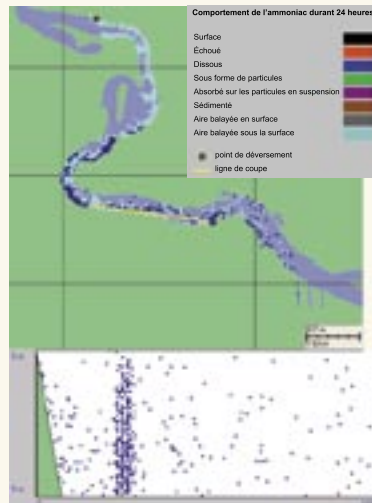 Comportement de l'ammoniac durant 24 heures
Surface
Échoué
Dissous
Sous forme de particules
Absorbé sur les particules en suspension
Sédimenté
Aire balayée en surface
Aire balayée sous la surface
point de déversement
ligne de coupe